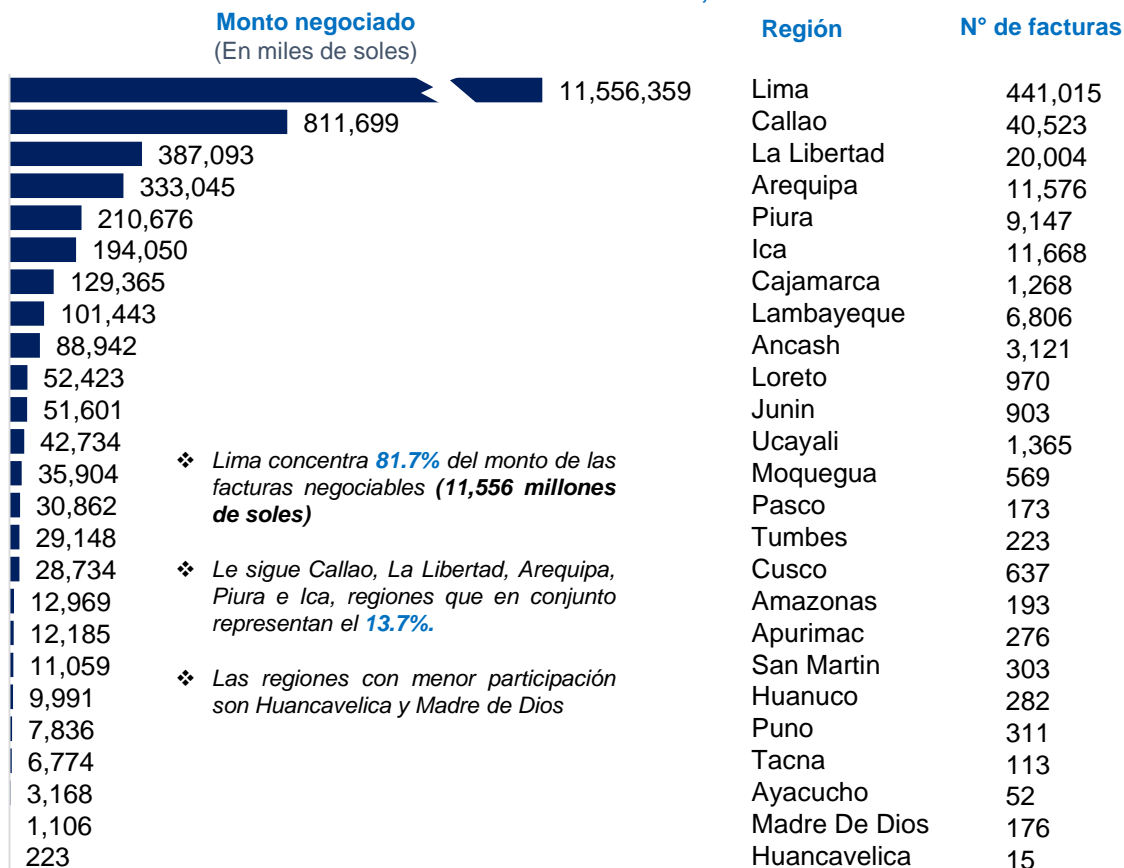 Monto negociado
(En miles de soles)
Región
N° de facturas
11,556,359 Lima 441,015
811,699 Callao 40,523
387,093 La Libertad 20,004
333,045 Arequipa 11,576
210,676 Piura 9,147
194,050 Ica 11,668
129,365 Cajamarca 1,268
101,443 Lambayeque 6,806
88,942 Ancash 3,121
52,423 Loreto 970
51,601 Junin 903
42,734 Ucayali 1,365
35,904 Moquegua 569
30,862 Pasco 173
29,148 Tumbes 223
28,734 Cusco 637
12,969 Amazonas 193
12,185 Apurimac 276
11,059 San Martin 303
9,991 Huanuco 282
7,836 Puno 311
6,774 Tacna 113
3,168 Ayacucho 52
1,106 Madre De Dios 176
223 Huancavelica 15
❖ Lima concentra 81.7% del monto de las
facturas negociables (11,556 millones
de soles)
❖ Le sigue Callao, La Libertad, Arequipa,
Piura e Ica, regiones que en conjunto
representan el 13.7%.
❖ Las regiones con menor participación
son Huancavelica y Madre de Dios